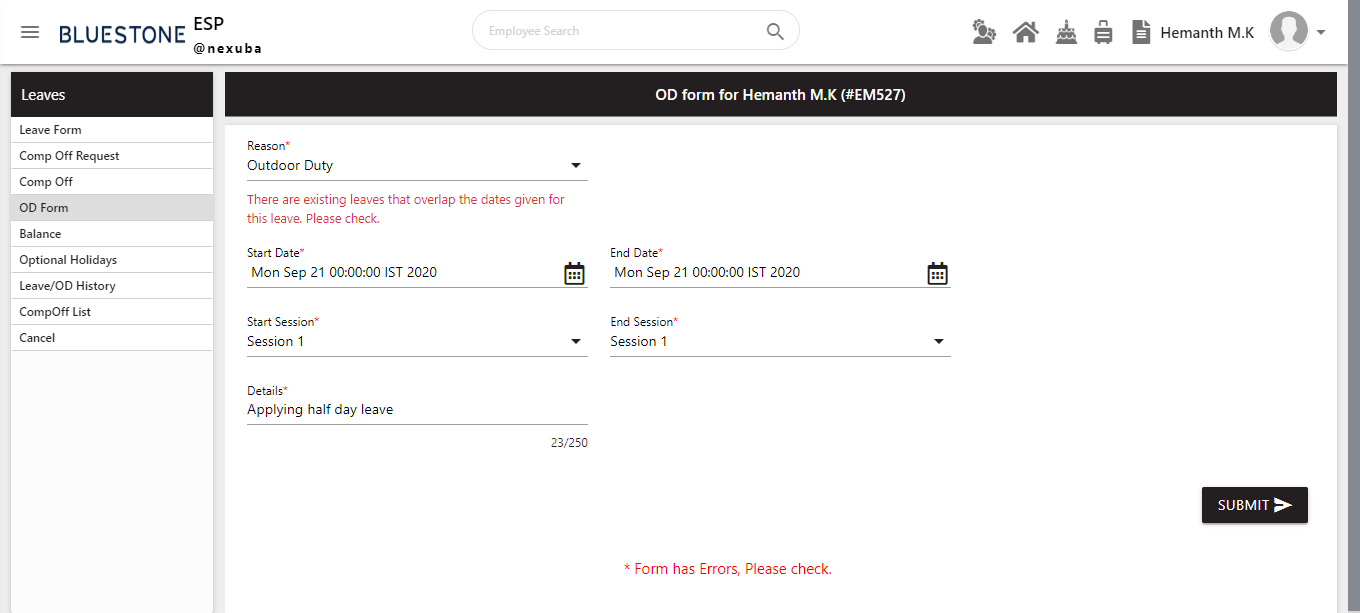 BLUESTONE ESP
@nexuba
Employee Search
Hemanth M.K
Leaves
Leave Form
Comp Off Request
Comp Off
OD Form
Balance
Optional Holidays
Leave/OD History
CompOff List
Cancel
OD form for Hemanth M.K (#EM527)
Reason*
Outdoor Duty
There are existing leaves that overlap the dates given for
this leave. Please check.
Start Date*
Mon Sep 21 00:00:00 IST 2020
End Date*
Mon Sep 21 00:00:00 IST 2020
Start Session*
Session 1
End Session*
Session 1
Details*
Applying half day leave
23/250
SUBMIT
* Form has Errors, Please check.